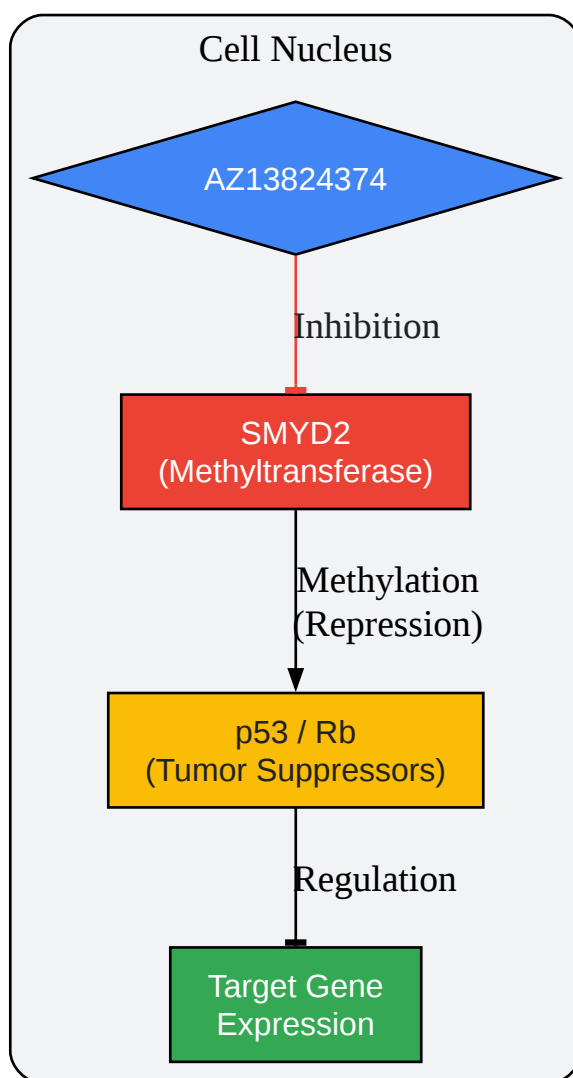 Cell Nucleus
AZ13824374
Inhibition
SMYD2
(Methyltransferase)
Methylation
(Repression)
p53 / Rb
(Tumor Suppressors)
Regulation
Target Gene
Expression